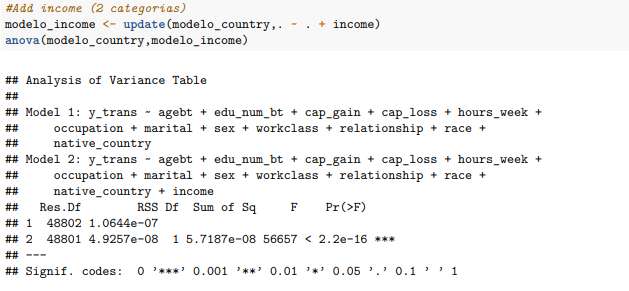 #Add income (2 categorias)
modelo_income <- update(modelo_country,. ~ . + income)
anova(modelo_country,modelo_income)
## Analysis of Variance Table
##
## Model 1: y_trans ~ agebt + edu_num_bt + cap_gain + cap_loss + hours_week +
##     occupation + marital + sex + workclass + relationship + race +
##     native_country
## Model 2: y_trans ~ agebt + edu_num_bt + cap_gain + cap_loss + hours_week +
##     occupation + marital + sex + workclass + relationship + race +
##     native_country + income
##   Res.Df        RSS Df  Sum of Sq     F    Pr(>F)
## 1  48802 1.0644e-07
## 2  48801 4.9257e-08  1 5.7187e-08 56657 < 2.2e-16 ***
## ---
## Signif. codes:  0 '***' 0.001 '**' 0.01 '*' 0.05 '.' 0.1 ' ' 1